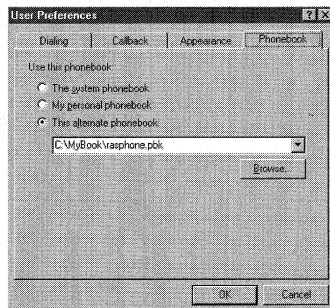 User Preferences
Dialing Callback Appearance Phonebook
Use this phonebook:
The system phonebook
My personal phonebook
This alternate phonebook:
C:\MyBook\rasphone.pbk
Browse...
OK Cancel